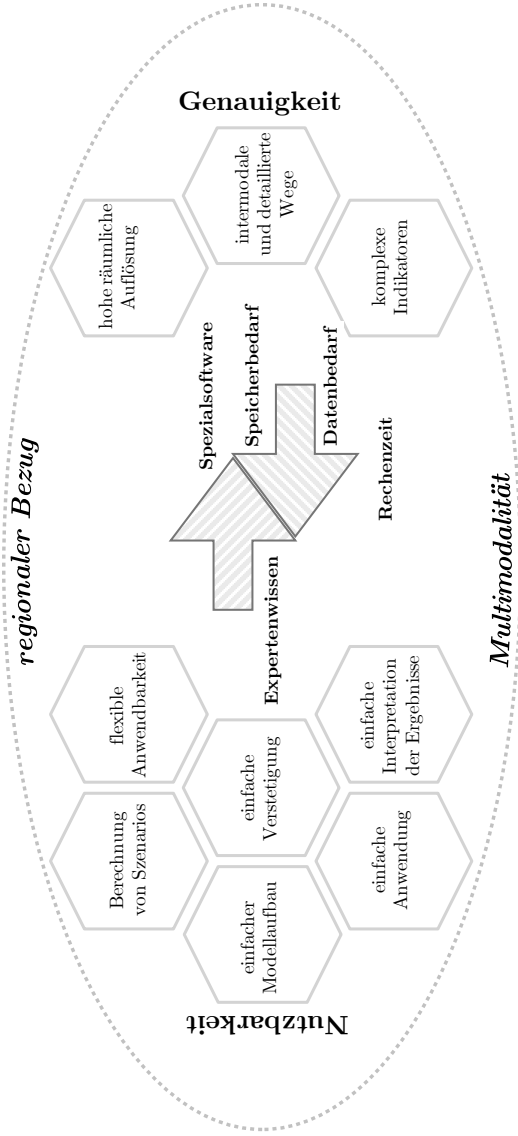 regionaler Bezug
Nutzbarkeit
Berechnung
von Szenarios
flexible
Anwendbarkeit
einfacher
Modellaufbau
einfache
Verstetigung
einfache
Anwendung
einfache
Interpretation
der Ergebnisse
Expertenwissen
Spezialsoftware
Speicherbedarf
Datenbedarf
Rechenzeit
hohe räumliche
Auflösung
intermodale
und detaillierte
Wege
komplexe
Indikatoren
Genauigkeit
Multimodalität